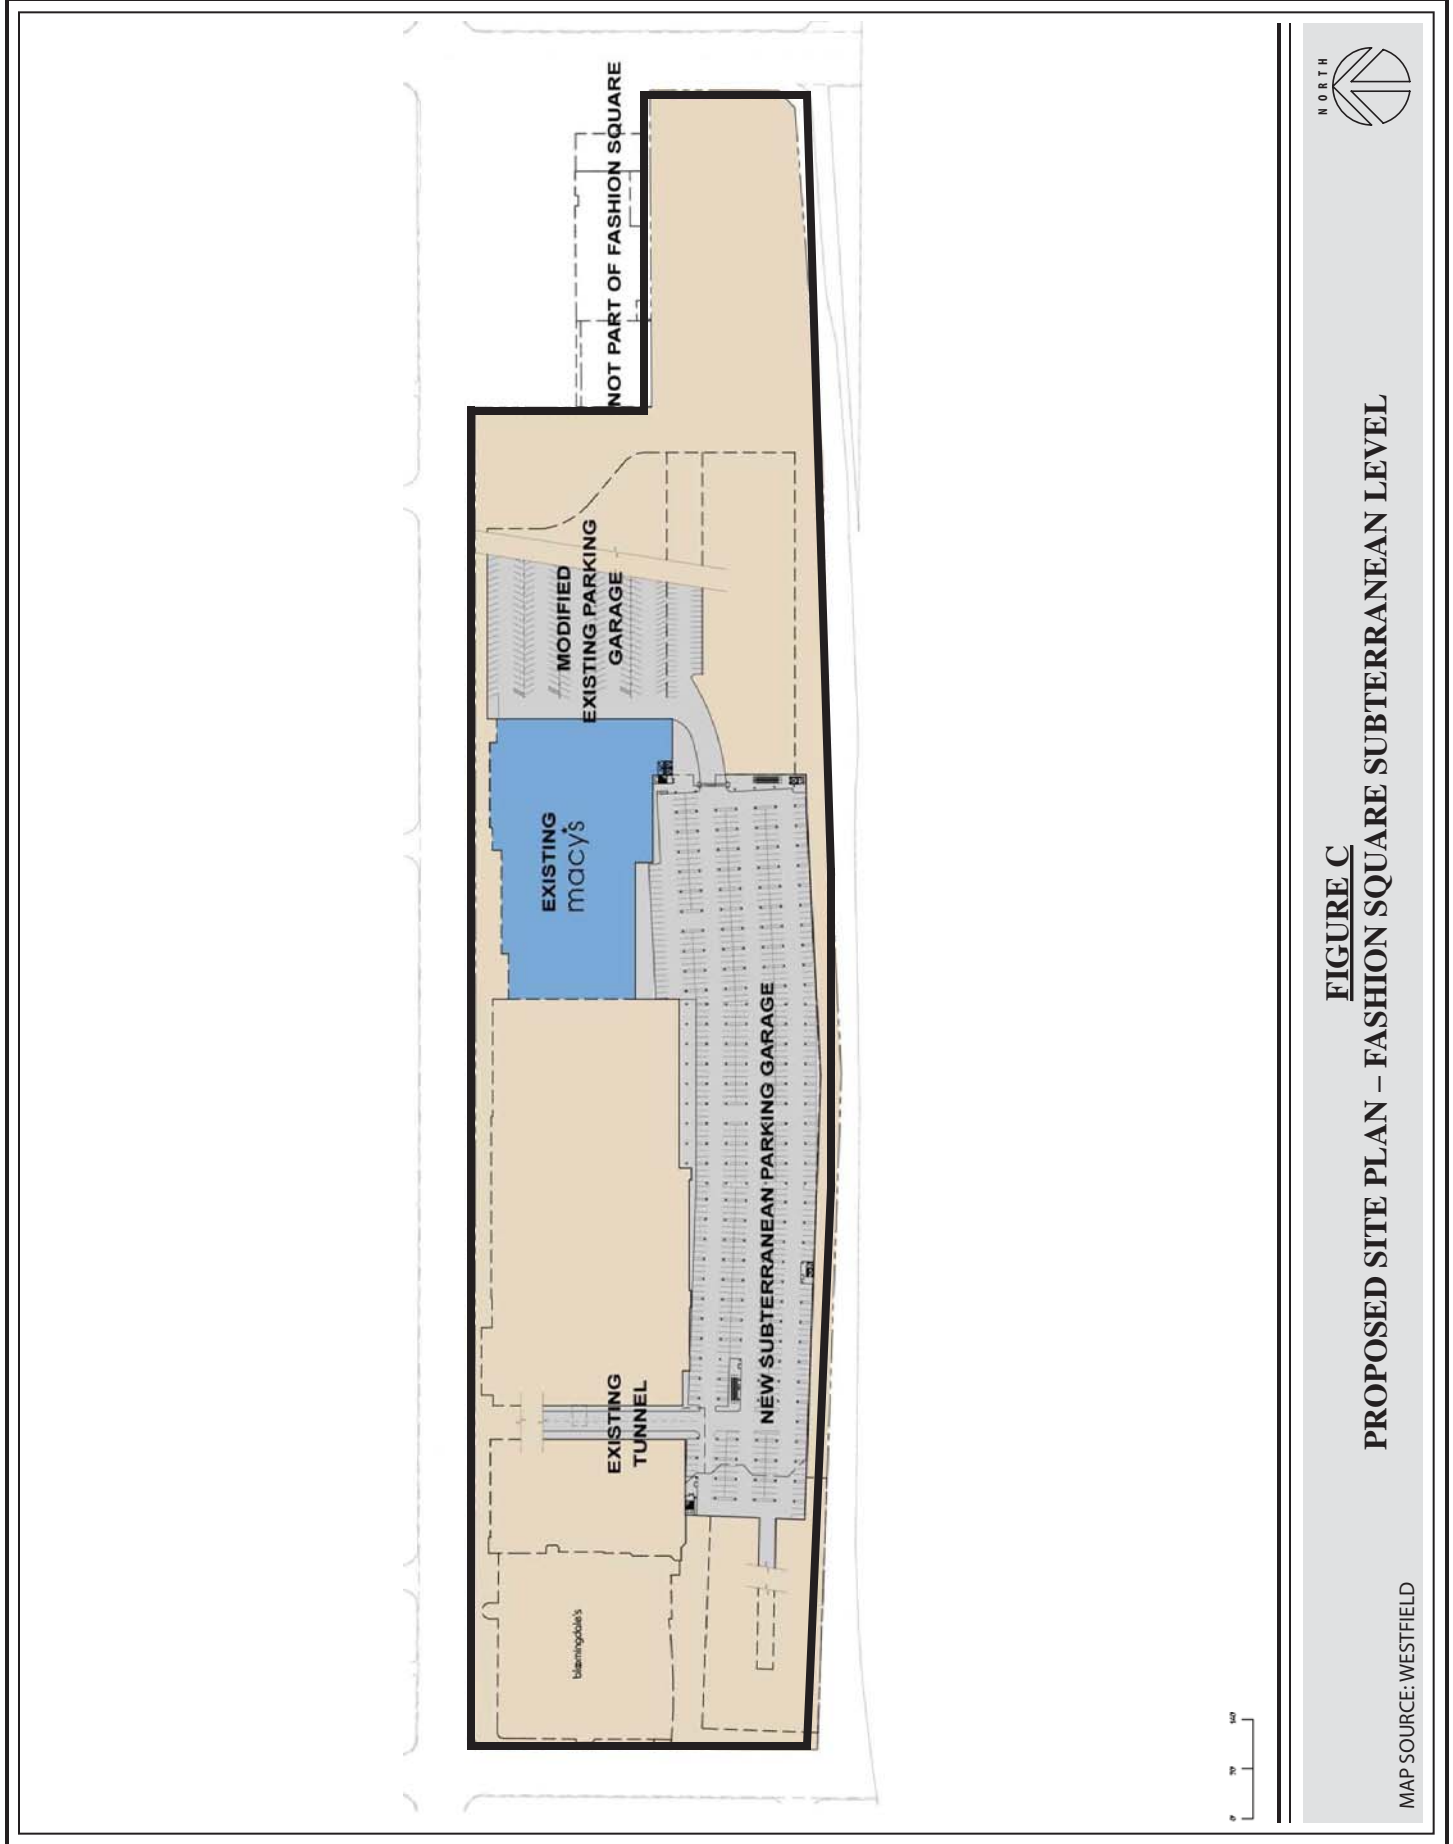 NOT PART OF FASHION SQUARE
MODIFIED
EXISTING PARKING
GARAGE
EXISTING
macy's
NEW SUBTERRANEAN PARKING GARAGE
EXISTING
TUNNEL
bloomingdale's
NORTH
FIGURE C
PROPOSED SITE PLAN – FASHION SQUARE SUBTERRANEAN LEVEL
MAP SOURCE: WESTFIELD